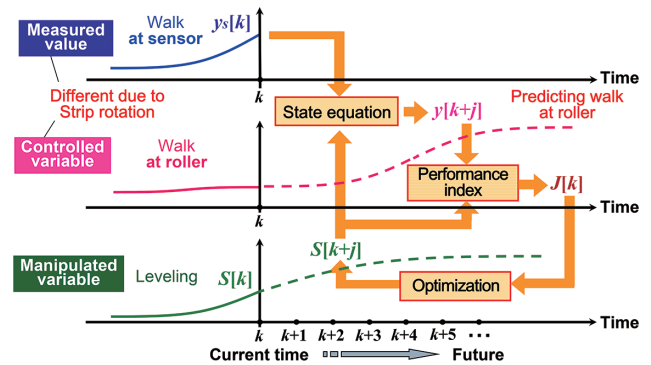 Measured
value
Walk
at sensor
ys[k]
Time
k
Different due to
Strip rotation
State equation
y[k+j]
Predicting walk
at roller
Controlled
variable
Walk
at roller
Performance
index
J[k]
Time
k
Manipulated
variable
Leveling
S[k]
S[k+j]
Optimization
Time
k k+1 k+2 k+3 k+4 k+5 ···
Current time Future